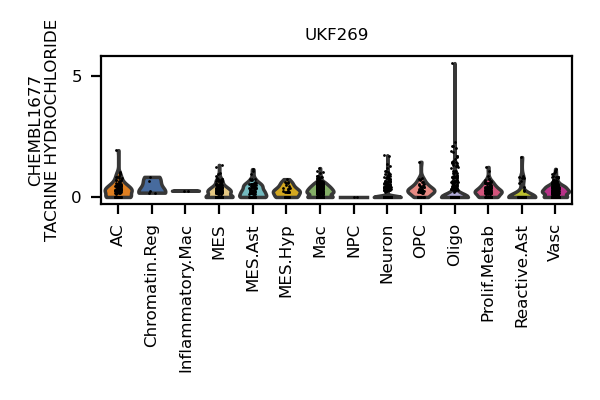 UKF269
CHEMBL1677
TACRINE HYDROCHLORIDE
5
0
AC
Chromatin.Reg
Inflammatory.Mac
MES
MES.Ast
MES.Hyp
Mac
NPC
Neuron
OPC
Oligo
Prolif.Metab
Reactive.Ast
Vasc